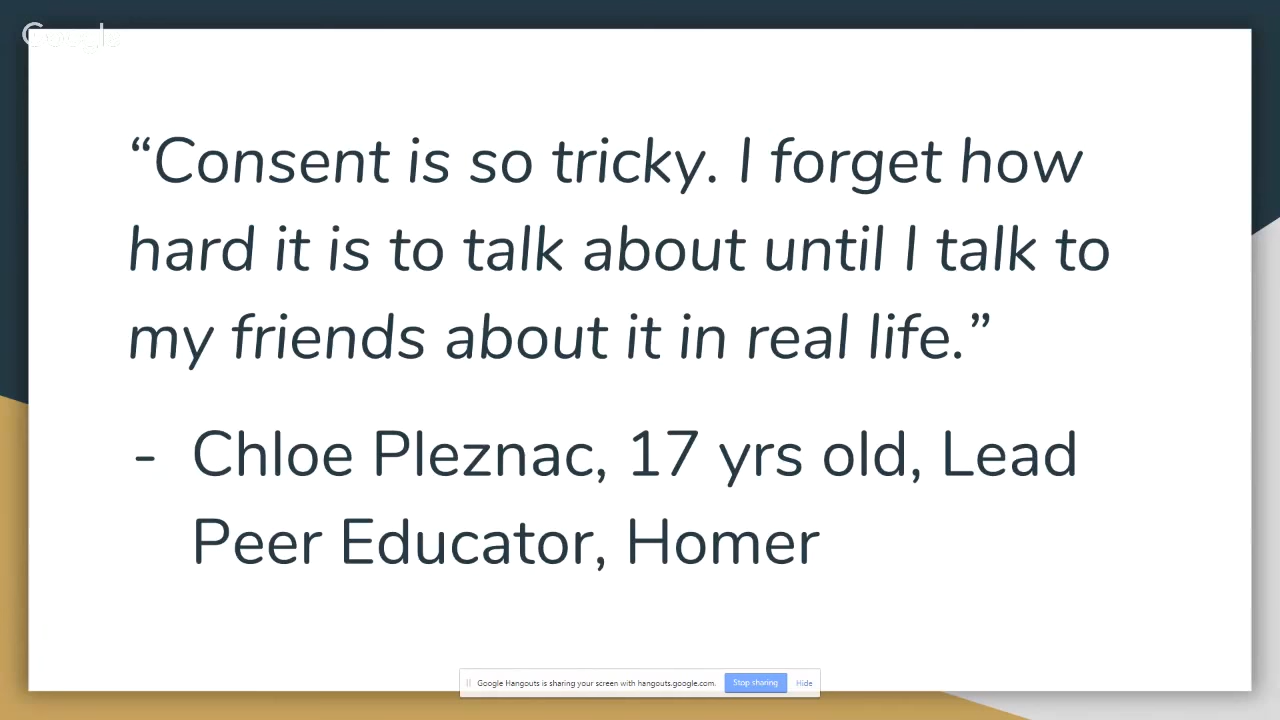 Google
“Consent is so tricky. I forget how
hard it is to talk about until I talk to
my friends about it in real life.”
- Chloe Pleznac, 17 yrs old, Lead
Peer Educator, Homer
Google Hangouts is sharing your screen with hangouts.google.com. Stop sharing Hide